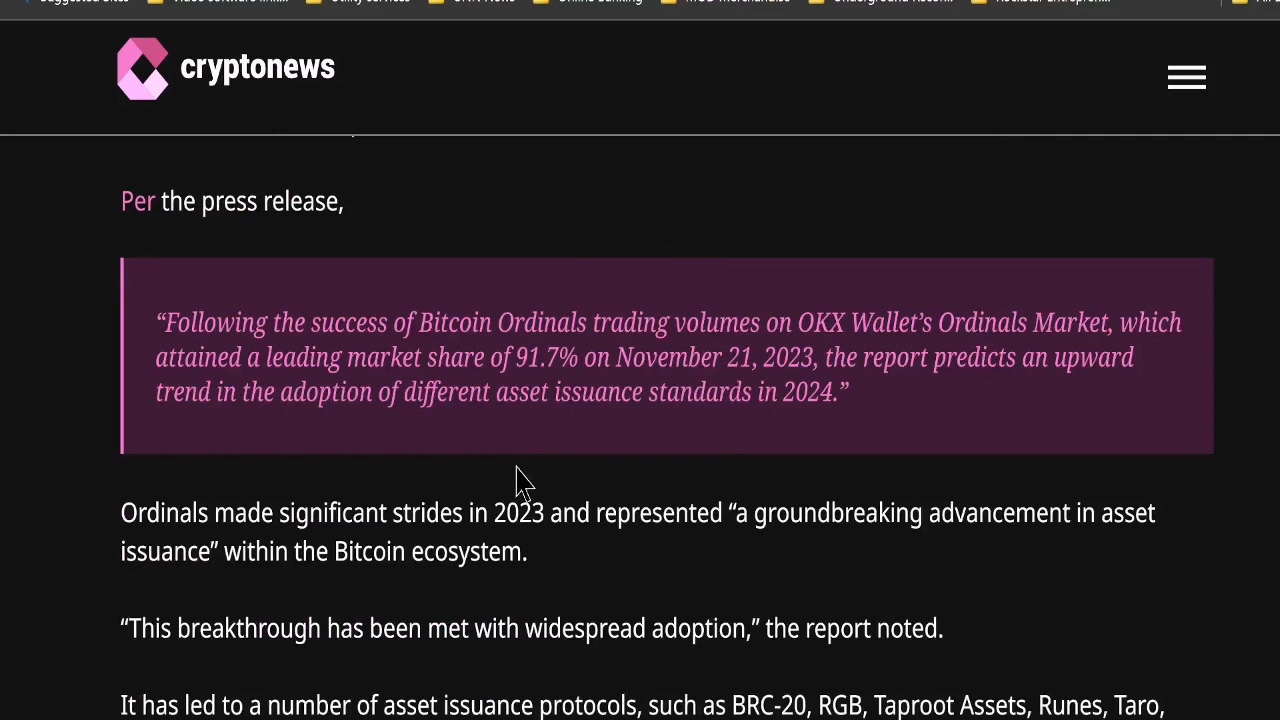 cryptonews
Per the press release,
“Following the success of Bitcoin Ordinals trading volumes on OKX Wallet’s Ordinals Market, which
attained a leading market share of 91.7% on November 21, 2023, the report predicts an upward
trend in the adoption of different asset issuance standards in 2024.”
Ordinals made significant strides in 2023 and represented “a groundbreaking advancement in asset
issuance” within the Bitcoin ecosystem.
“This breakthrough has been met with widespread adoption,” the report noted.
It has led to a number of asset issuance protocols, such as BRC-20, RGB, Taproot Assets, Runes, Taro,